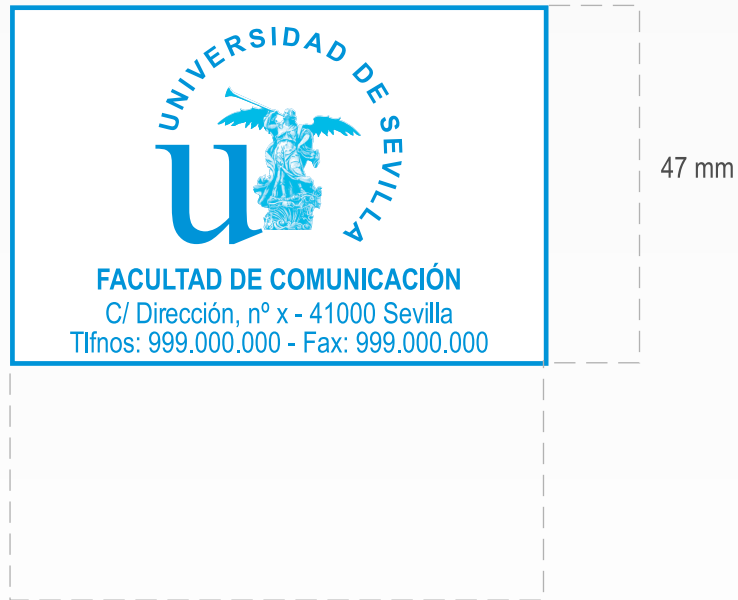 UNIVERSIDAD DE SEVILLA
u
FACULTAD DE COMUNICACIÓN
C/ Dirección, nº x - 41000 Sevilla
Tlfnos: 999.000.000 - Fax: 999.000.000
47 mm